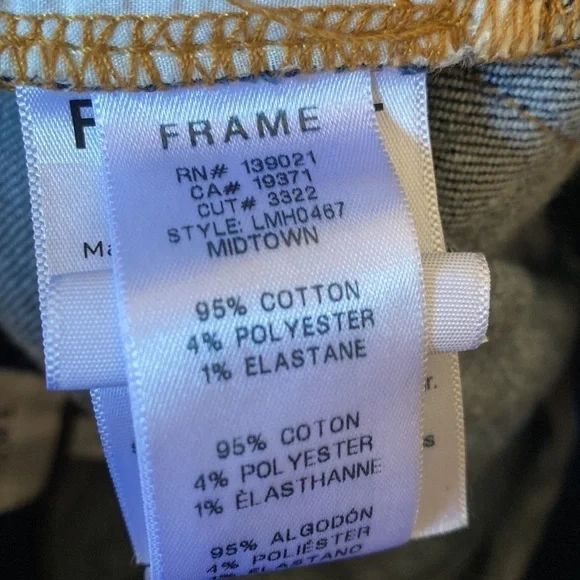 FRAME
RN# 139021
CA# 19371
CUT# 3322
STYLE: LMH0467
MIDTOWN
95% COTTON
4% POLYESTER
1% ELASTANE
95% COTON
4% POLYESTER
1% ÉLASTHANNE
95% ALGODÓN
4% POLIÉSTER
ELASTANO